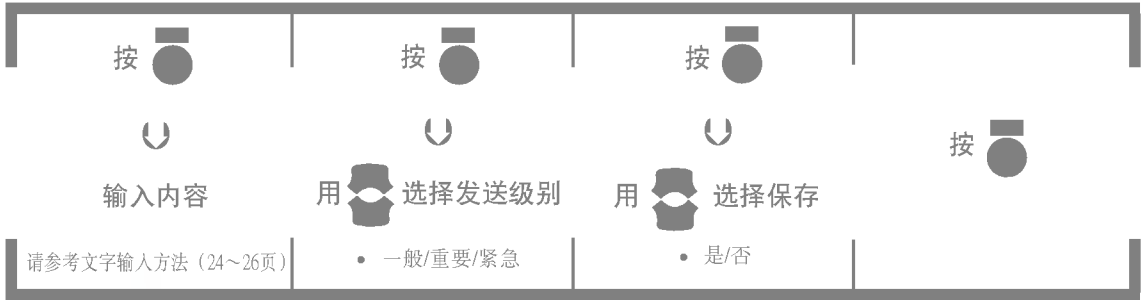 按
输入内容
请参考文字输入方法（24～26页）
按
用 选择发送级别
• 一般/重要/紧急
按
用 选择保存
• 是/否
按